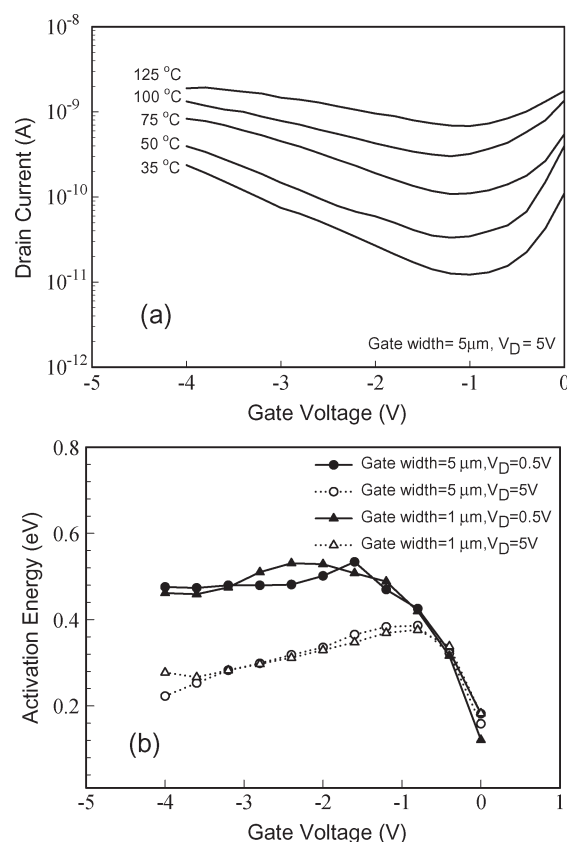 10⁻⁸
125 °C
100 °C
75 °C
50 °C
35 °C
10⁻⁹
10⁻¹⁰
10⁻¹¹
10⁻¹²
Drain Current (A)
(a)
Gate width= 5μm, V_D= 5V
-5 -4 -3 -2 -1 0
Gate Voltage (V)
0.8
0.6
0.4
0.2
Activation Energy (eV)
Gate width=5 μm,V_D=0.5V
Gate width=5 μm,V_D=5V
Gate width=1 μm,V_D=0.5V
Gate width=1 μm,V_D=5V
(b)
-5 -4 -3 -2 -1 0 1
Gate Voltage (V)